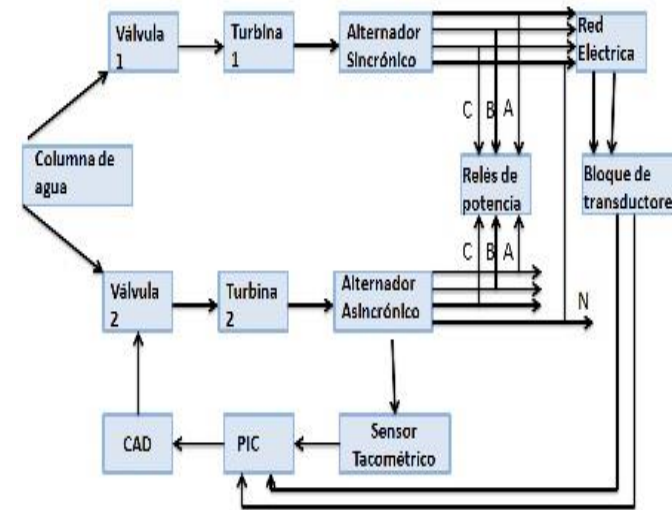 Válvula
1
Turbina
1
Alternador
Sincrónico
Red
Eléctrica
C B A
Columna de
agua
Relés de
potencia
Bloque de
transductore
C B A
Válvula
2
Turbina
2
Alternador
Asincrónico
N
CAD
PIC
Sensor
Tacométrico